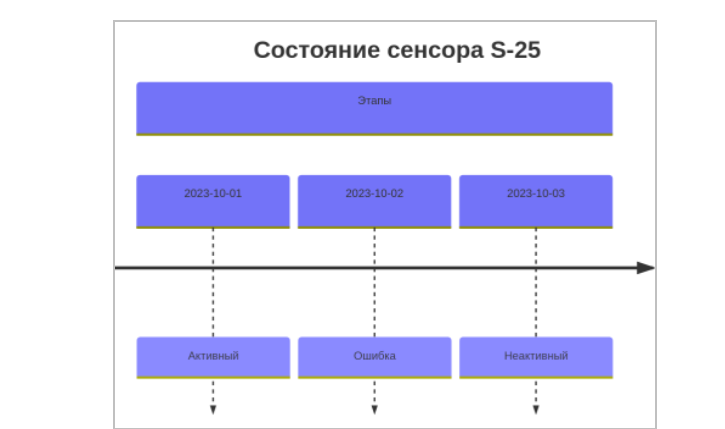 Состояние сенсора S-25
Этапы
2023-10-01
2023-10-02
2023-10-03
Активный
Ошибка
Неактивный